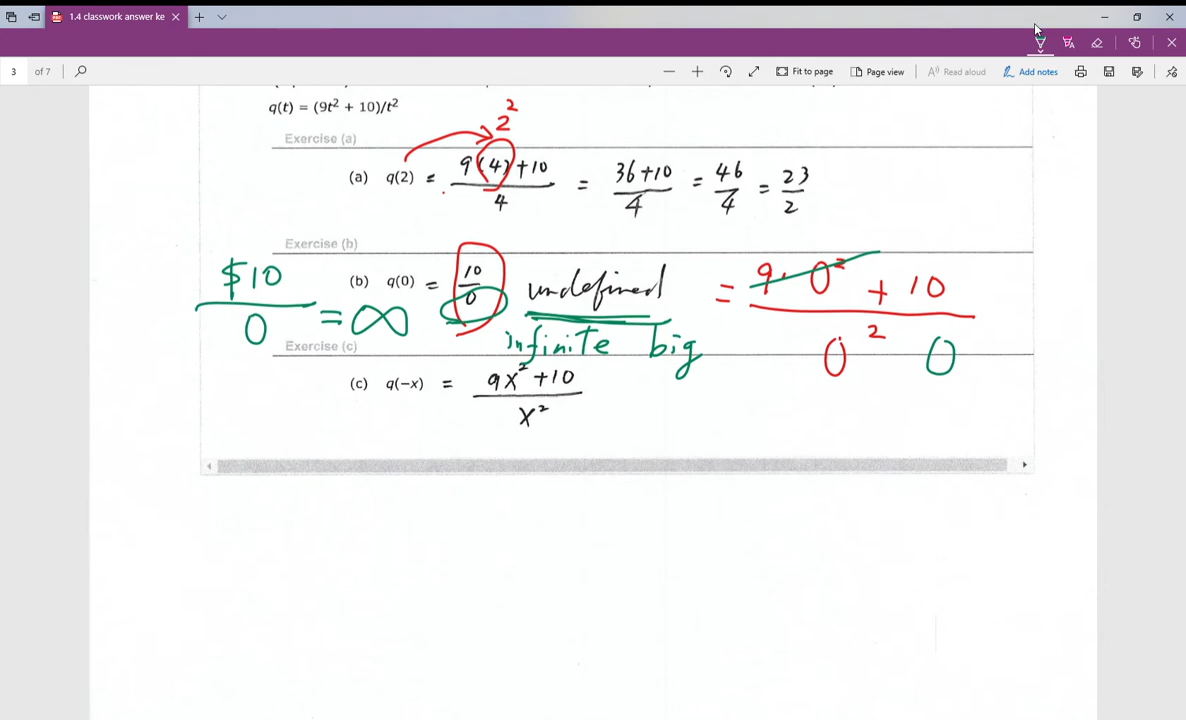 1.4 classwork answer ke
3 of 7
Fit to page
Page view
Read aloud
Add notes
q(t) = (9t² + 10)/t²
2²
Exercise (a)
(a) q(2) = 9(4)+10 / 4 = 36+10 / 4 = 46/4 = 23/2
Exercise (b)
$10 / 0 = ∞
(b) q(0) = 10/0 undefined = 9·0² + 10 / 0² 0
infinite big
Exercise (c)
(c) q(−x) = 9x²+10 / x²